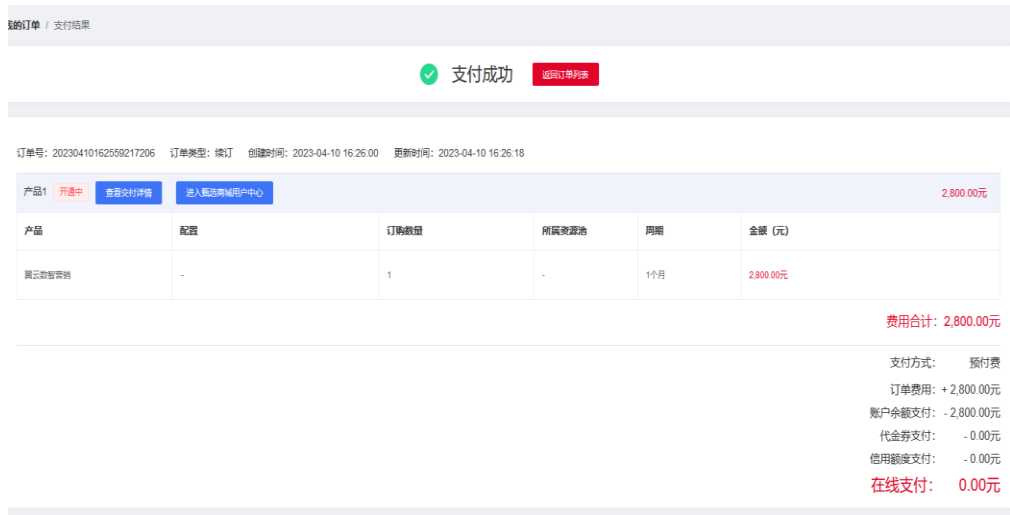 我的订单 / 支付结果
支付成功 返回订单列表
订单号：20230410162559217206 订单类型：续订 创建时间：2023-04-10 16:26:00 更新时间：2023-04-10 16:26:18
产品1 开通中 查看交付详情 进入甄选商城用户中心 2,800.00元
产品 配置 订购数量 所属资源池 周期 金额（元）
翼云数智营销 - 1 - 1个月 2,800.00元
费用合计：2,800.00元
支付方式： 预付费
订单费用：+ 2,800.00元
账户余额支付：- 2,800.00元
代金券支付： - 0.00元
信用额度支付： - 0.00元
在线支付： 0.00元